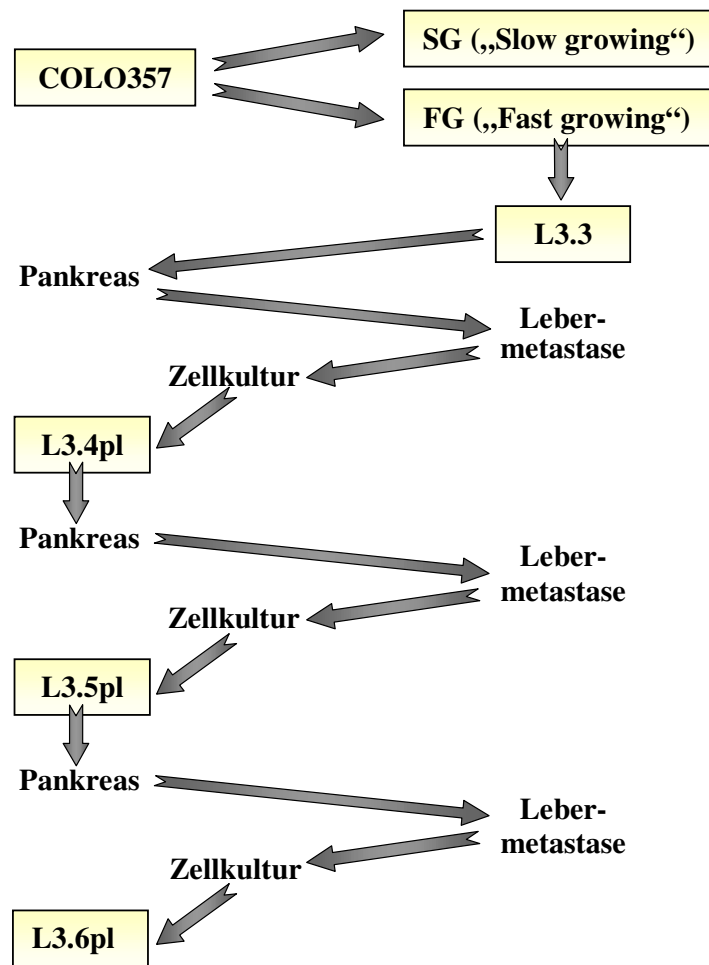 SG („Slow growing“)
COLO357
FG („Fast growing“)
L3.3
Pankreas
Leber-
metastase
Zellkultur
L3.4pl
Pankreas
Leber-
metastase
Zellkultur
L3.5pl
Pankreas
Leber-
metastase
Zellkultur
L3.6pl